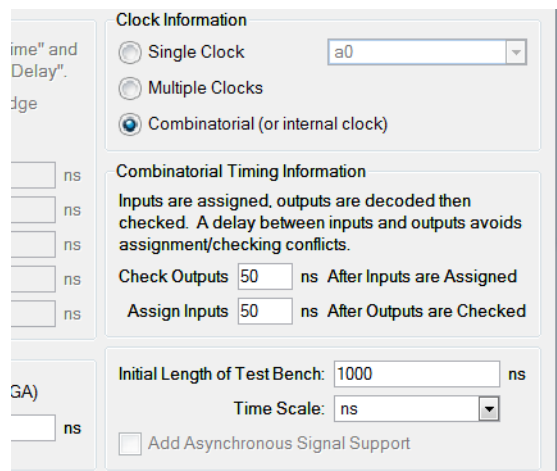 Clock Information
ime" and
Delay".
dge
Single Clock
a0
Multiple Clocks
Combinatorial (or internal clock)
ns
ns
ns
ns
ns
Combinatorial Timing Information
Inputs are assigned, outputs are decoded then
checked. A delay between inputs and outputs avoids
assignment/checking conflicts.
Check Outputs 50 ns After Inputs are Assigned
Assign Inputs 50 ns After Outputs are Checked
GA)
ns
Initial Length of Test Bench: 1000 ns
Time Scale: ns
Add Asynchronous Signal Support